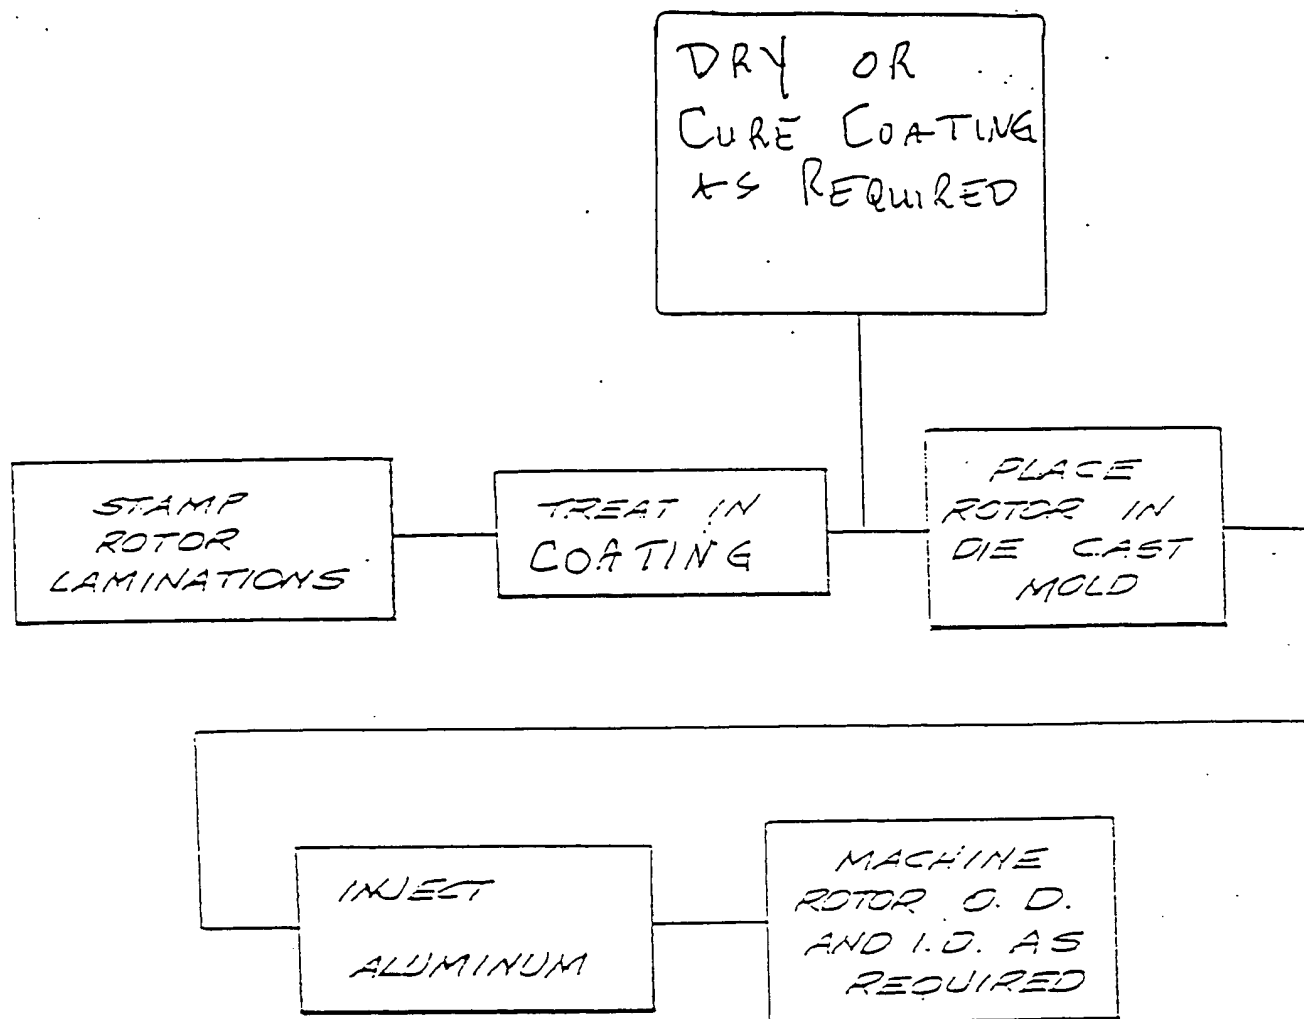 DRY OR
CURE COATING
AS REQUIRED
STAMP
ROTOR
LAMINATIONS
TREAT IN
COATING
PLACE
ROTOR IN
DIE CAST
MOLD
INJECT
ALUMINUM
MACHINE
ROTOR O.D.
AND I.D. AS
REQUIRED